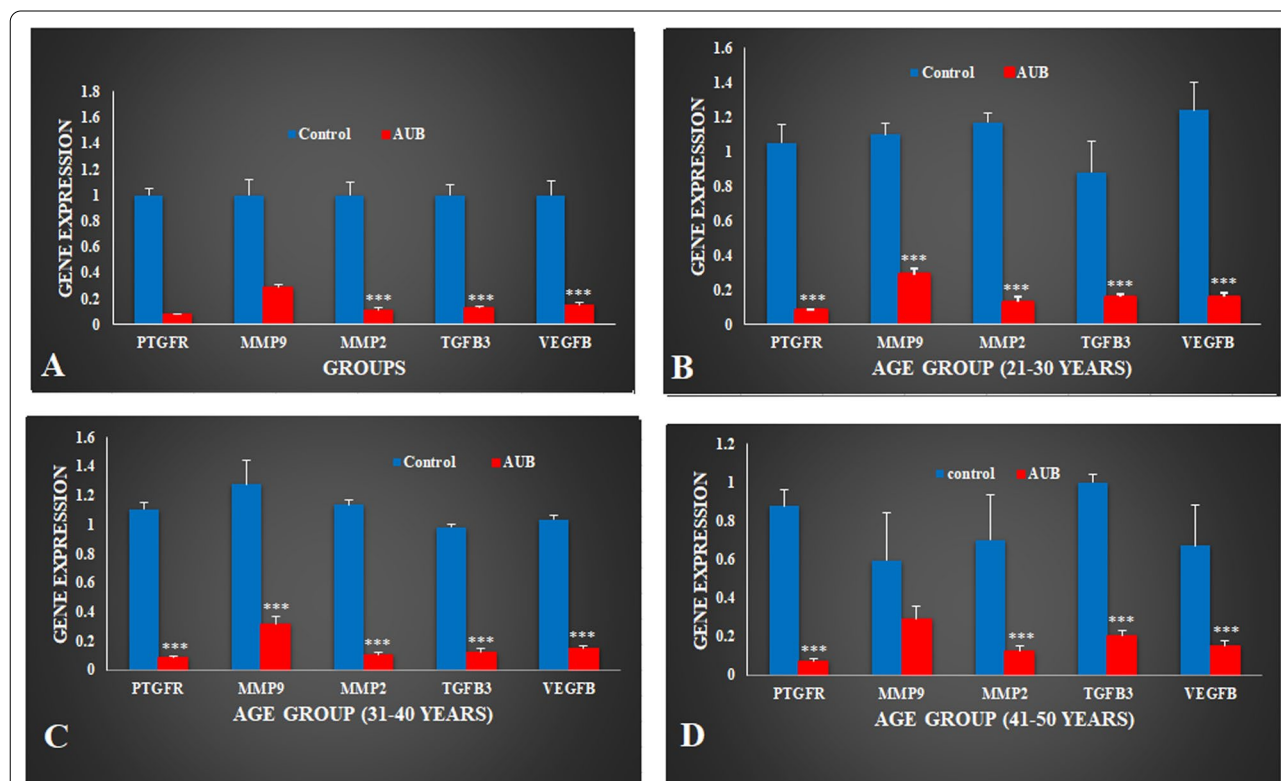 1.8
1.6
1.4
1.2
1
0.8
0.6
0.4
0.2
0
GENE EXPRESSION
Control AUB
*** *** ***
PTGFR MMP9 MMP2 TGFB3 VEGFB
GROUPS
A
1.6
1.4
1.2
1
0.8
0.6
0.4
0.2
0
GENE EXPRESSION
Control AUB
*** *** *** *** ***
PTGFR MMP9 MMP2 TGFB3 VEGFB
AGE GROUP (21-30 YEARS)
B
1.6
1.4
1.2
1
0.8
0.6
0.4
0.2
0
GENE EXPRESSION
Control AUB
*** *** *** *** ***
PTGFR MMP9 MMP2 TGFB3 VEGFB
AGE GROUP (31-40 YEARS)
C
1.2
1
0.8
0.6
0.4
0.2
0
GENE EXPRESSION
control AUB
*** *** *** ***
PTGFR MMP9 MMP2 TGFB3 VEGFB
AGE GROUP (41-50 YEARS)
D